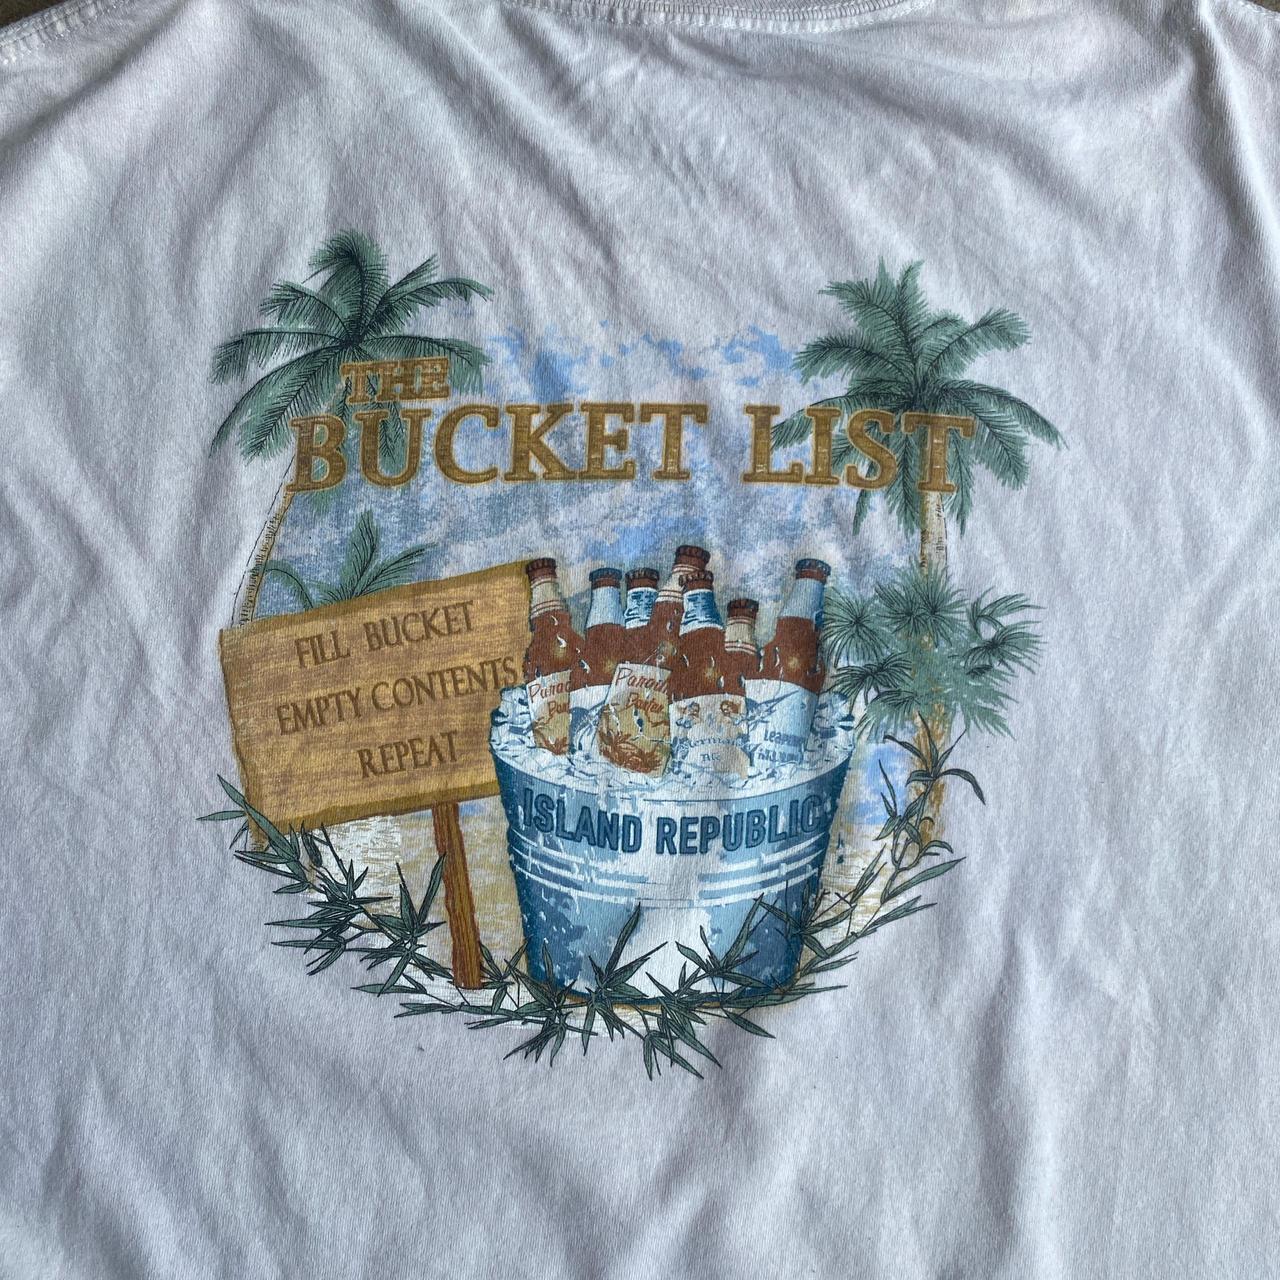 THE
BUCKET LIST
FILL BUCKET
EMPTY CONTENTS
REPEAT
ISLAND REPUBLIC